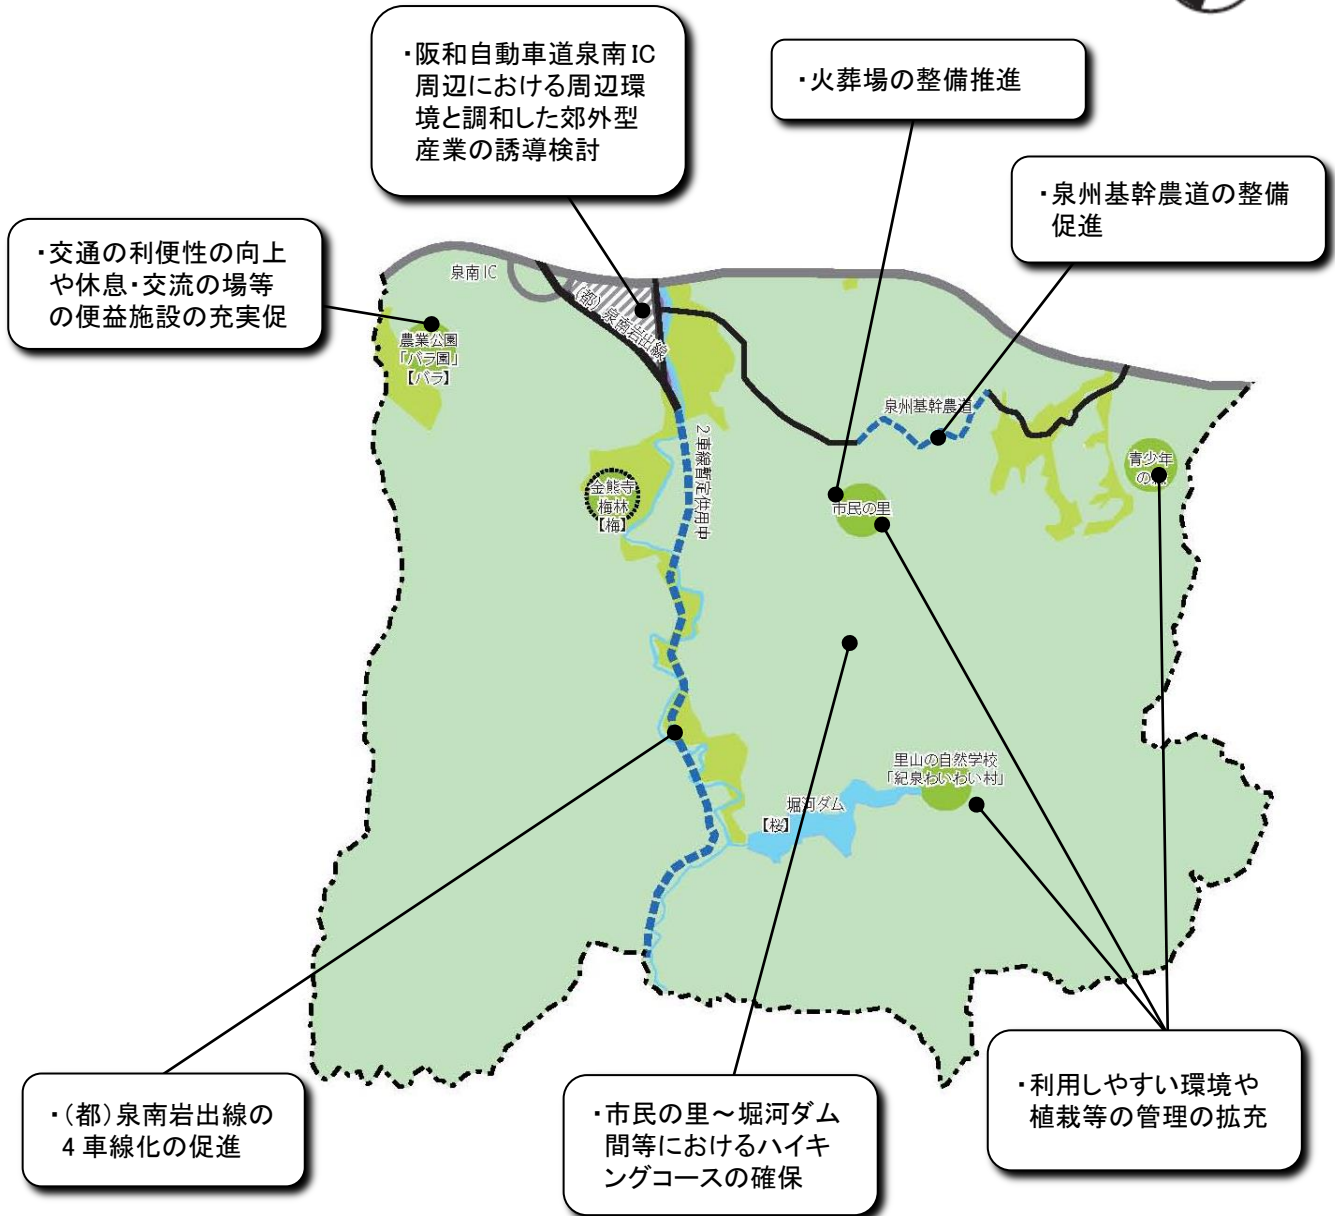 ・阪和自動車道泉南IC
周辺における周辺環
境と調和した郊外型
産業の誘導検討
・火葬場の整備推進
・泉州基幹農道の整備
促進
・交通の利便性の向上
や休息・交流の場等
の便益施設の充実促
泉南IC
(都)泉南岩出線
農業公園
「バラ園」
【バラ】
泉州基幹農道
2車線暫定供用中
青少年
の
金熊寺
梅林
【梅】
市民の里
里山の自然学校
「紀泉わいわい村」
堀河ダム
【桜】
・(都)泉南岩出線の
4車線化の促進
・市民の里~堀河ダム
間等におけるハイキ
ングコースの確保
・利用しやすい環境や
植栽等の管理の拡充